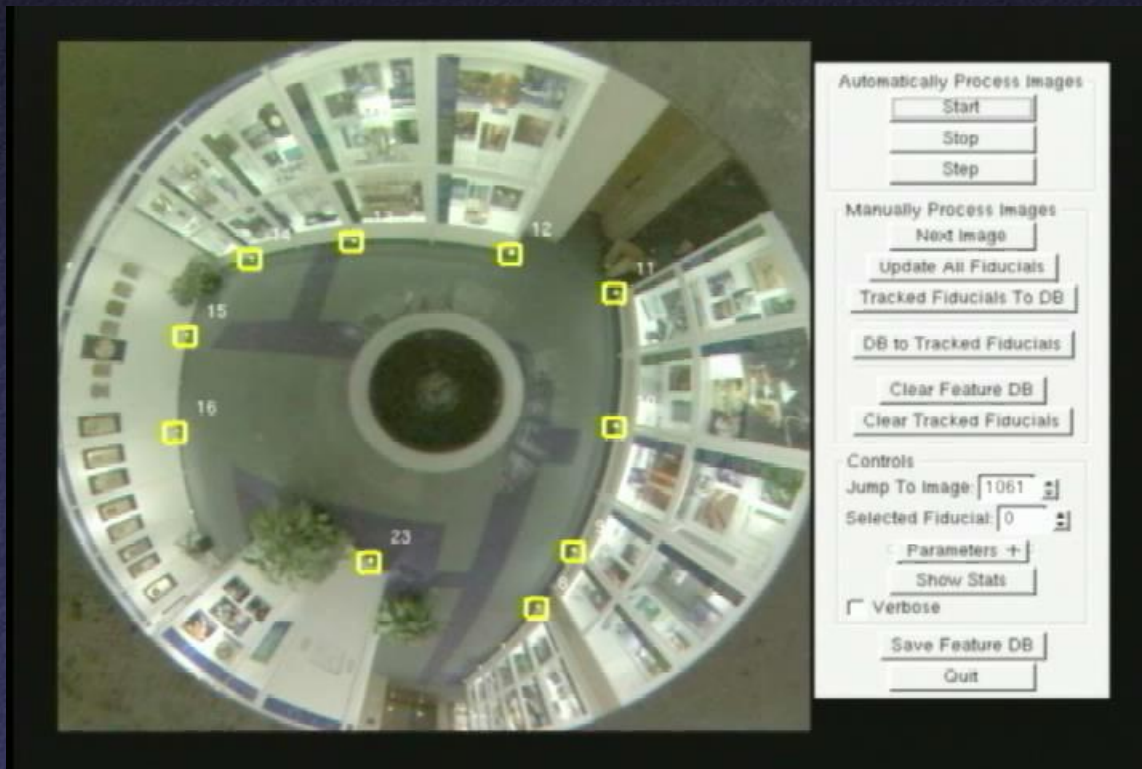 Automatically Process Images
Start
Stop
Step
Manually Process Images
Next Image
Update All Fiducials
Tracked Fiducials To DB
DB to Tracked Fiducials
Clear Feature DB
Clear Tracked Fiducials
Controls
Jump To Image: 1061
Selected Fiducial: 0
Parameters +
Show Stats
Verbose
Save Feature DB
Quit
12
11
15
16
23